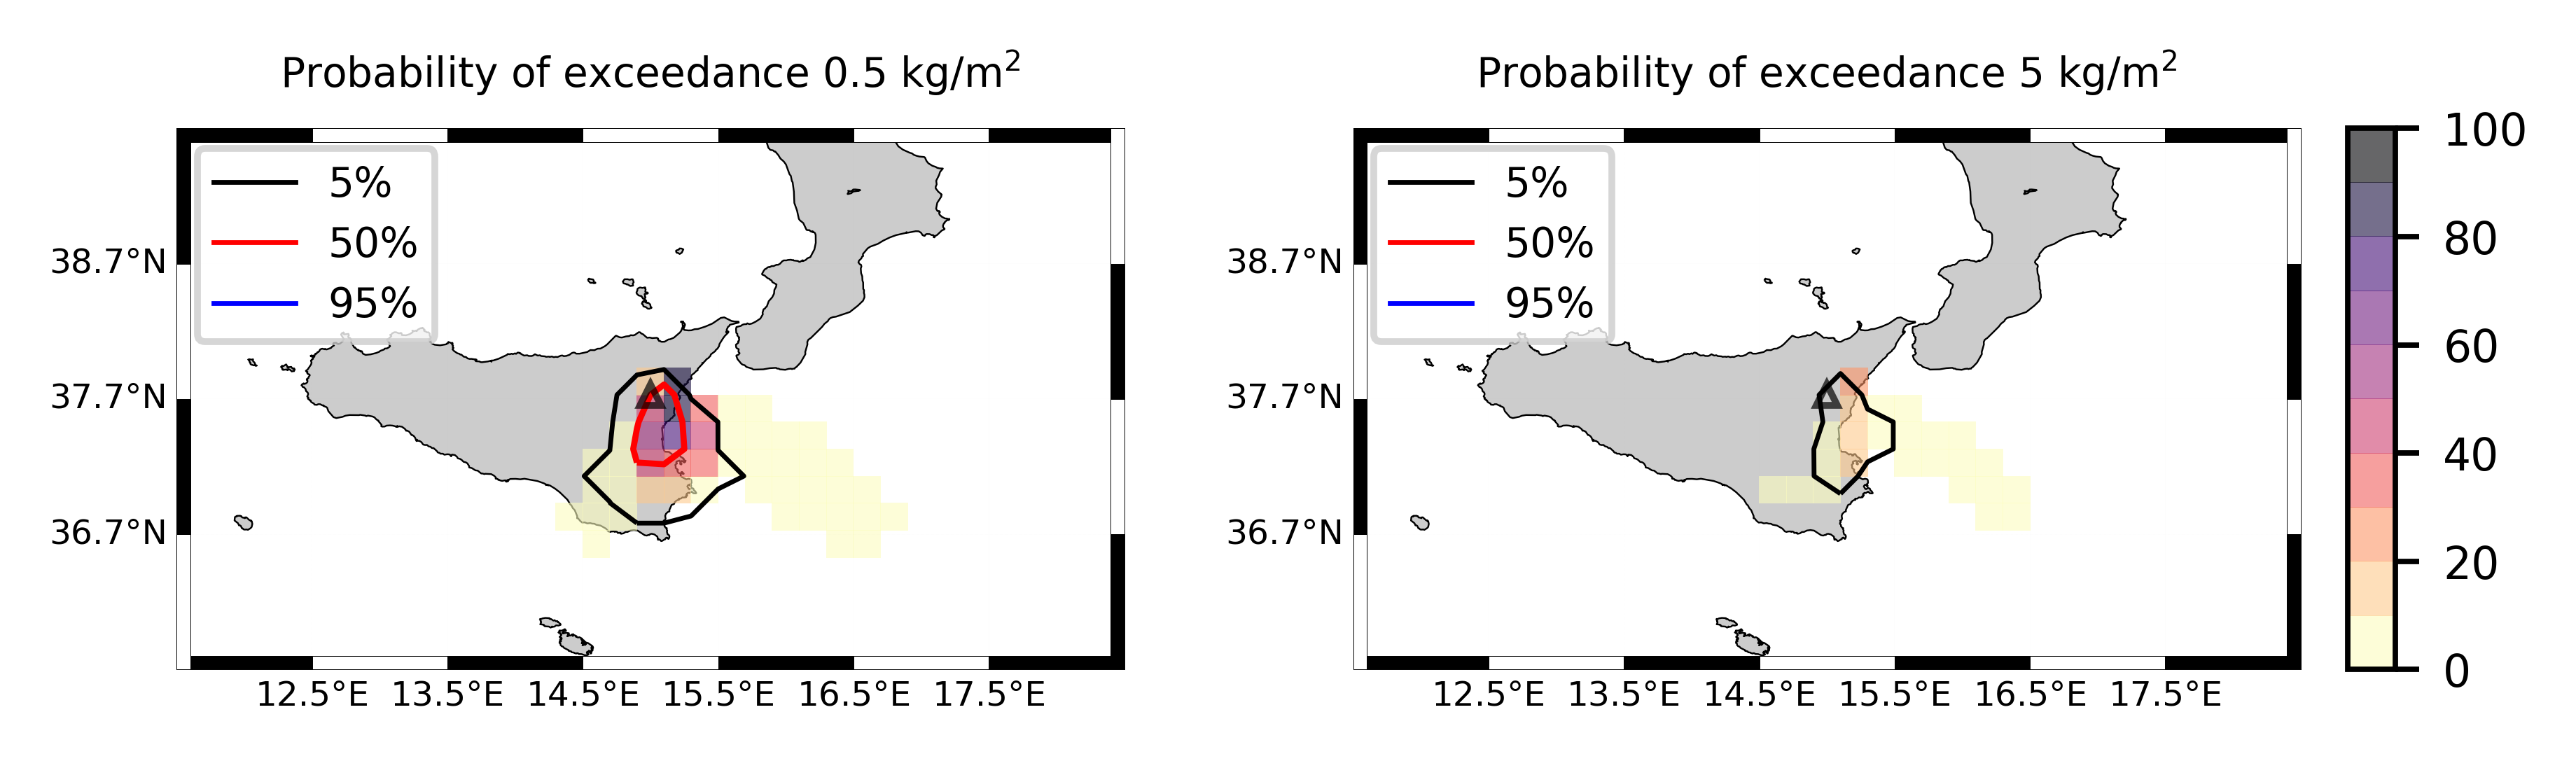 Probability of exceedance 0.5 kg/m²
5%
50%
95%
38.7°N
37.7°N
36.7°N
12.5°E 13.5°E 14.5°E 15.5°E 16.5°E 17.5°E
Probability of exceedance 5 kg/m²
5%
50%
95%
38.7°N
37.7°N
36.7°N
12.5°E 13.5°E 14.5°E 15.5°E 16.5°E 17.5°E
100
80
60
40
20
0